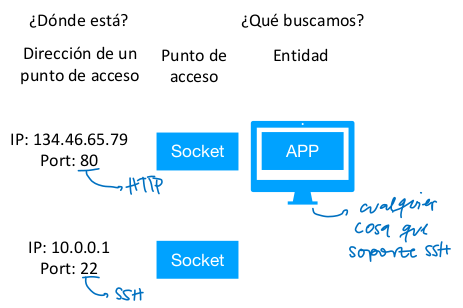 ¿Dónde está?
¿Qué buscamos?
Dirección de un
punto de acceso
Punto de
acceso
Entidad
IP: 134.46.65.79
Port: 80
HTTP
Socket
APP
cualquier
cosa que
soporte SSH
IP: 10.0.0.1
Port: 22
SSH
Socket